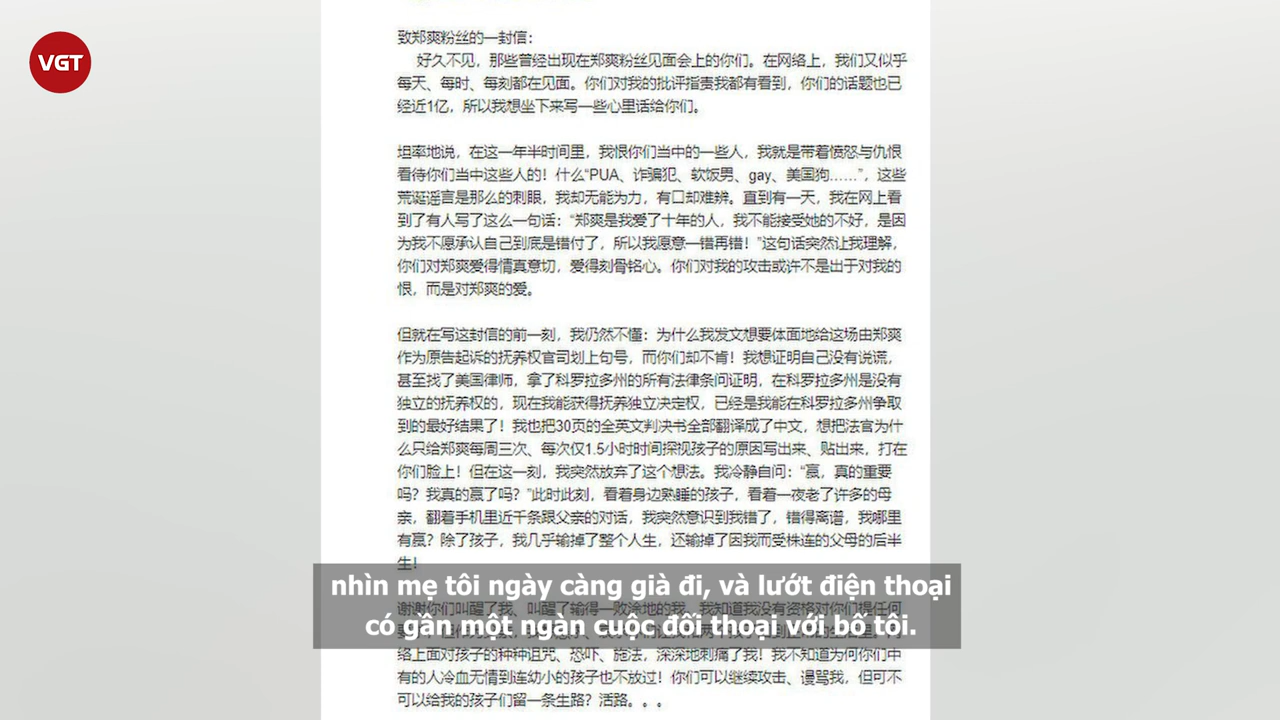 VGT
致郑爽粉丝的一封信：
好久不见，那些曾经出现在郑爽粉丝见面会上的你们。在网络上，我们又似乎
每天、每时、每刻都在见面。你们对我的批评指责我都有看到，你们的话题也已
经近1亿，所以我想坐下来写一些心里话给你们。
坦率地说，在这一年半时间里，我恨你们当中的一些人，我就是带着愤怒与仇恨
看待你们当中这些人的！什么“PUA、诈骗犯、软饭男、gay、美国狗……”，这些
荒诞谣言是那么的刺眼，我却无能为力，有口却难辨。直到有一天，我在网上看
到了有人写了这么一句话：“郑爽是我爱了十年的人，我不能接受她的不好，是因
为我不愿承认自己到底是错付了，所以我愿意一错再错！”这句话突然让我理解，
你们对郑爽爱得情真意切，爱得刻骨铭心。你们对我的攻击或许不是出于对我的
恨，而是对郑爽的爱。
但就在写这封信的前一刻，我仍然不懂：为什么我发文想要体面地给这场由郑爽
作为原告起诉的抚养权官司划上句号，而你们却不肯！我想证明自己没有说谎，
甚至找了美国律师，拿了科罗拉多州的所有法律条问证明，在科罗拉多州是没有
独立的抚养权的，现在我能获得抚养独立决定权，已经是我能在科罗拉多州争取
到的最好结果了！我也把30页的全英文判决书全部翻译成了中文，想把法官为什
么只给郑爽每周三次、每次仅1.5小时时间探视孩子的原因写出来、贴出来，打在
你们脸上！但在这一刻，我突然放弃了这个想法。我冷静自问：“赢，真的重要
吗？我真的赢了吗？”此时此刻，看着身边熟睡的孩子，看着一夜老了许多的母
亲，翻着手机里近千条跟父亲的对话，我突然意识到我错了，错得离谱，我哪里
有赢？除了孩子，我几乎输掉了整个人生，还输掉了因我而受株连的父母的后半
生！
nhìn mẹ tôi ngày càng già đi, và lướt điện thoại
có gần một ngàn cuộc đối thoại với bố tôi.
谢谢你们叫醒了我、叫醒了输得一败涂地的我。我知道我没有资格对你们提任何
络上面对孩子的种种诅咒、恐吓、施法，深深地刺痛了我！我不知道为何你们中
有的人冷血无情到连幼小的孩子也不放过！你们可以继续攻击、谩骂我，但可不
可以给我的孩子们留一条生路？活路。。。